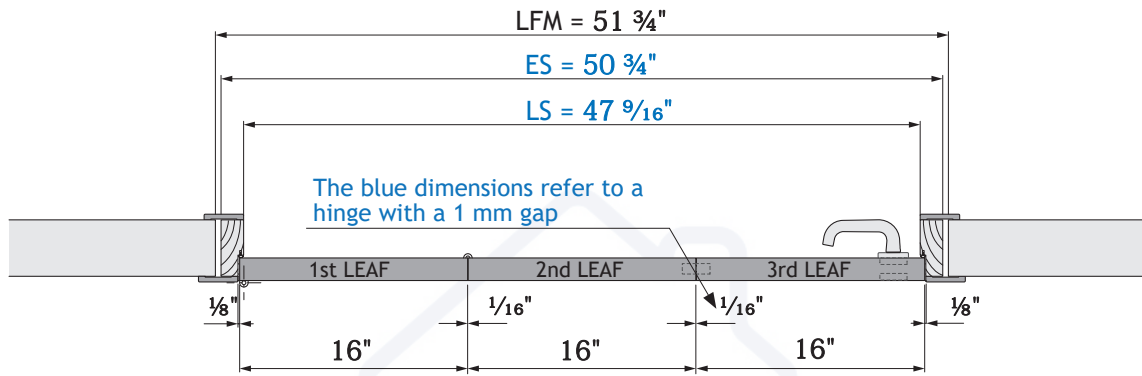 LFM = 51 ¾"
ES = 50 ¾"
LS = 47 ⁹⁄₁₆"
The blue dimensions refer to a
hinge with a 1 mm gap
1st LEAF 2nd LEAF 3rd LEAF
⅛" ¹⁄₁₆" ¹⁄₁₆" ⅛"
16" 16" 16"